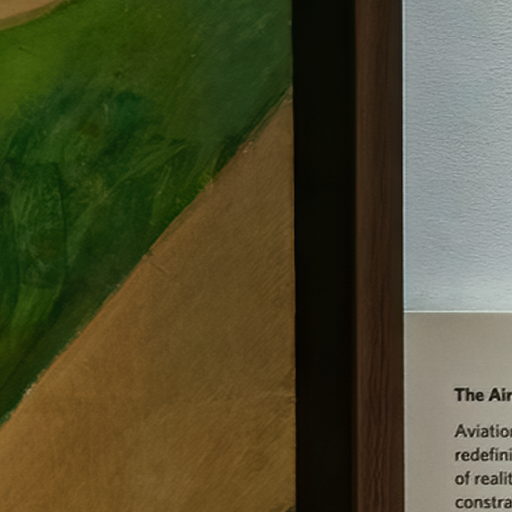 The Air
Aviation
redefini
of realit
constra